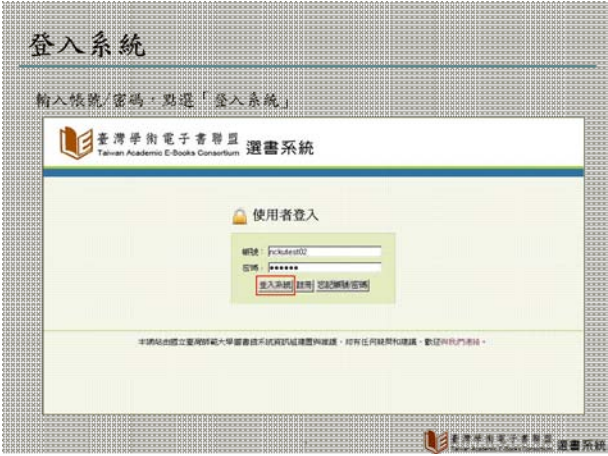 登入系統
輸入帳號/密碼，點選「登入系統」
臺灣學術電子書聯盟
Taiwan Academic E-Books Consortium
選書系統
使用者登入
帳號： nckutest02
密碼： ••••••
登入系統 註冊 忘記帳號/密碼
本網站由國立臺灣師範大學圖書館系統資訊組建置與維護，如有任何疑問和建議，歡迎與我們連絡。
臺灣學術電子書聯盟
Taiwan Academic E-Books Consortium
選書系統